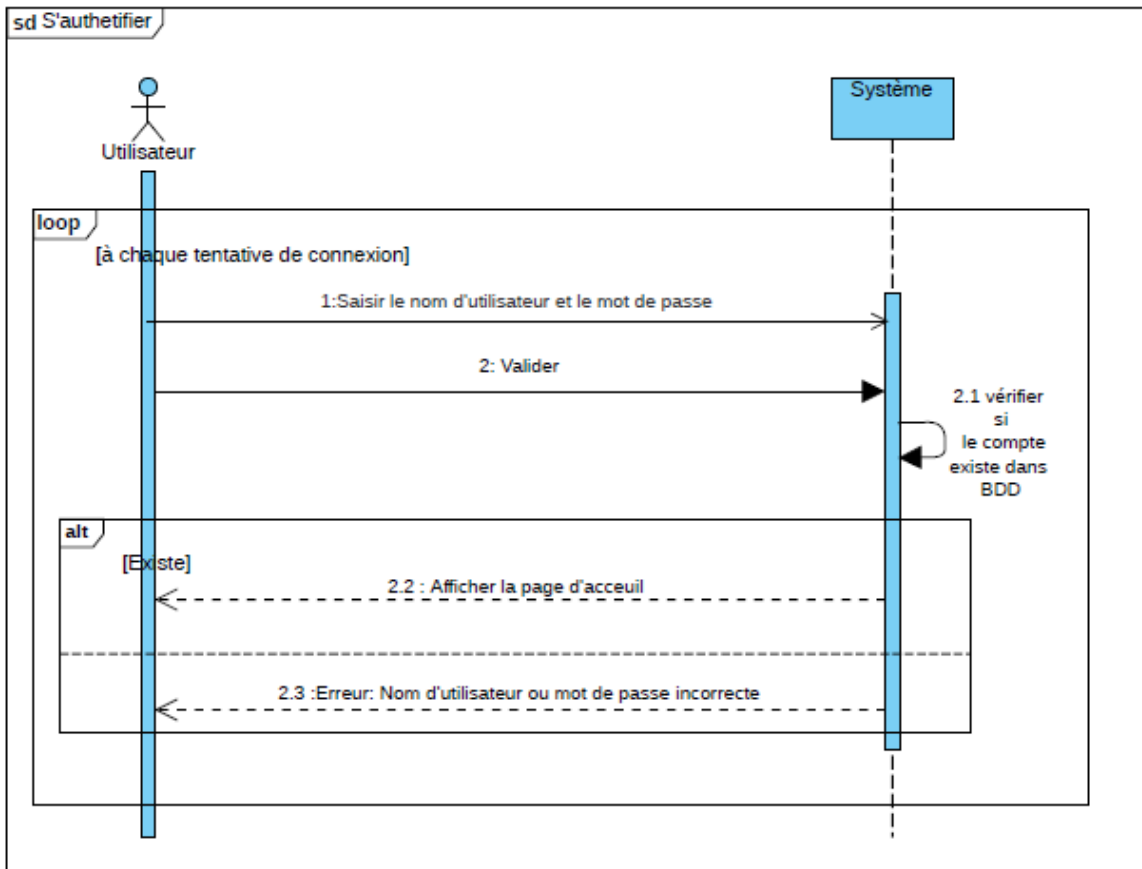 sd S'authetifier
Utilisateur
Système
loop
[à chaque tentative de connexion]
1:Saisir le nom d'utilisateur et le mot de passe
2: Valider
2.1 vérifier
si
le compte
existe dans
BDD
alt
[Existe]
2.2 : Afficher la page d'acceuil
2.3 :Erreur: Nom d'utilisateur ou mot de passe incorrecte